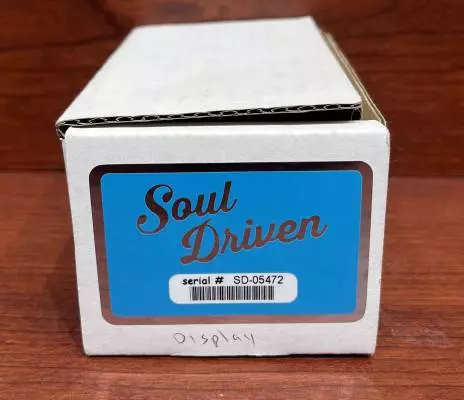 Soul
Driven
serial # SD-05472
Display